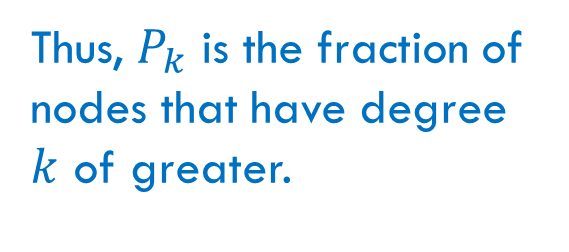 Thus, P_k is the fraction of
nodes that have degree
k of greater.